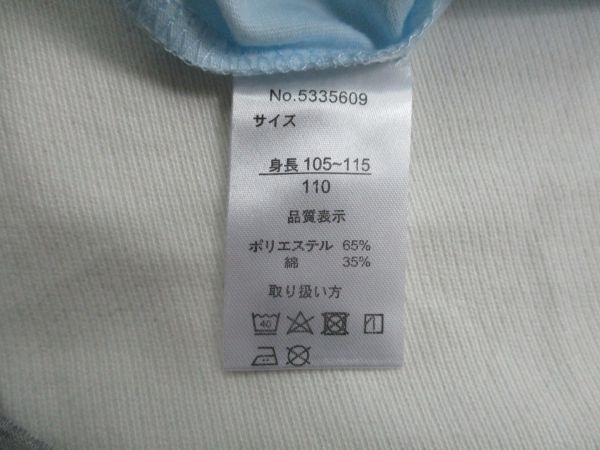 No.5335609
サイズ
身長 105~115
110
品質表示
ポリエステル 65%
綿 35%
取り扱い方
40